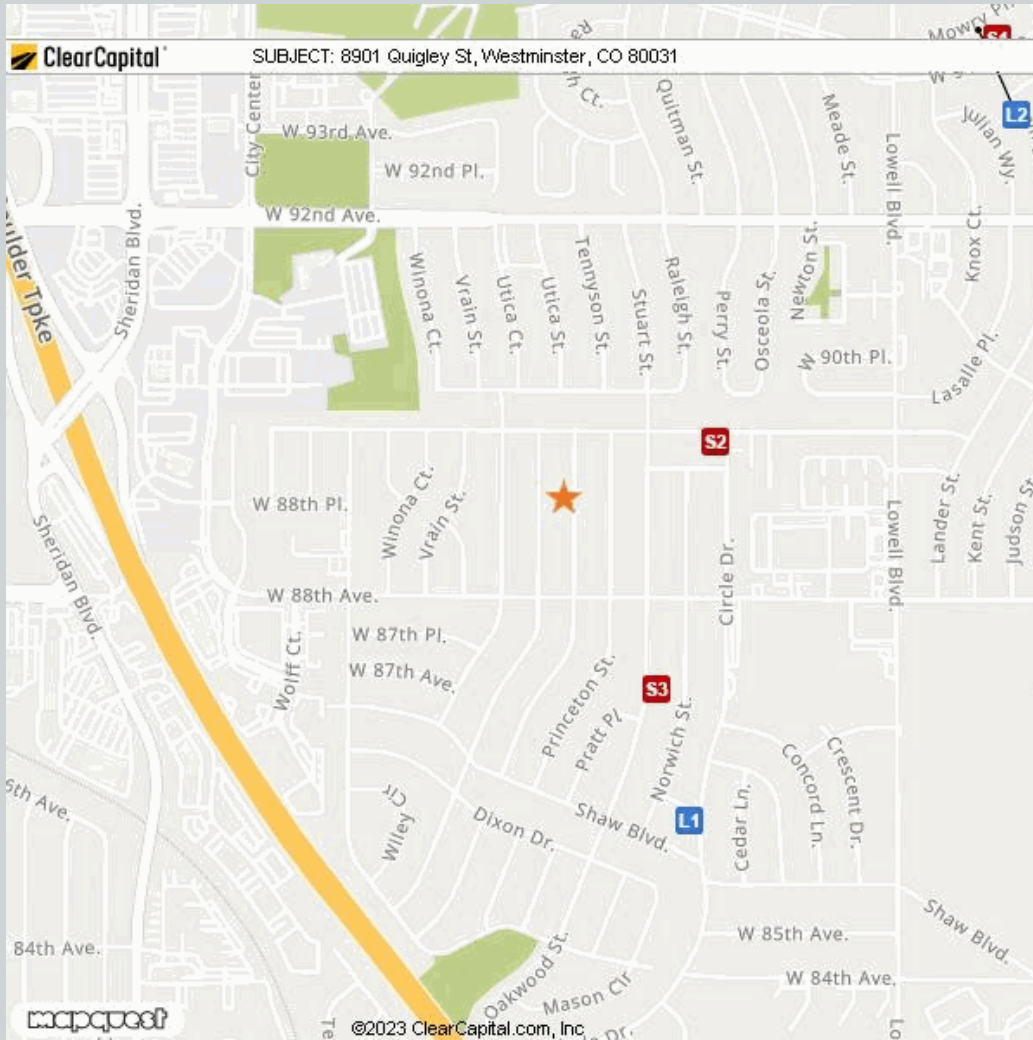 Mowry Pl.
S4
ClearCapital
SUBJECT: 8901 Quigley St, Westminster, CO 80031
L2
City Center
Quitman St.
Meade St.
Lowell Blvd.
Julian Wy.
W 93rd Ave.
W 92nd Pl.
W 92nd Ave.
Sheridan Blvd.
Winona Ct.
Vrain St.
Utica Ct.
Utica St.
Tennyson St.
Stuart St.
Raleigh St.
Perry St.
Osceola St.
Newton St.
Knox Ct.
W 90th Pl.
Lasalle Pl.
S2
W 88th Pl.
Winona Ct.
Vrain St.
Circle Dr.
Lowell Blvd.
Lander St.
Kent St.
Judson St
Sheridan Blvd.
W 88th Ave.
W 87th Pl.
W 87th Ave.
Wolff Ct.
Princeton St.
Pratt Pl
S3
Norwich St.
Concord Ln.
Crescent Dr.
Wiley Cir
Dixon Dr.
Shaw Blvd.
L1
Cedar Ln.
Shaw Blvd.
84th Ave.
W 85th Ave.
W 84th Ave.
Oakwood St.
Mason Cir
mapquest
©2023 ClearCapital.com, Inc